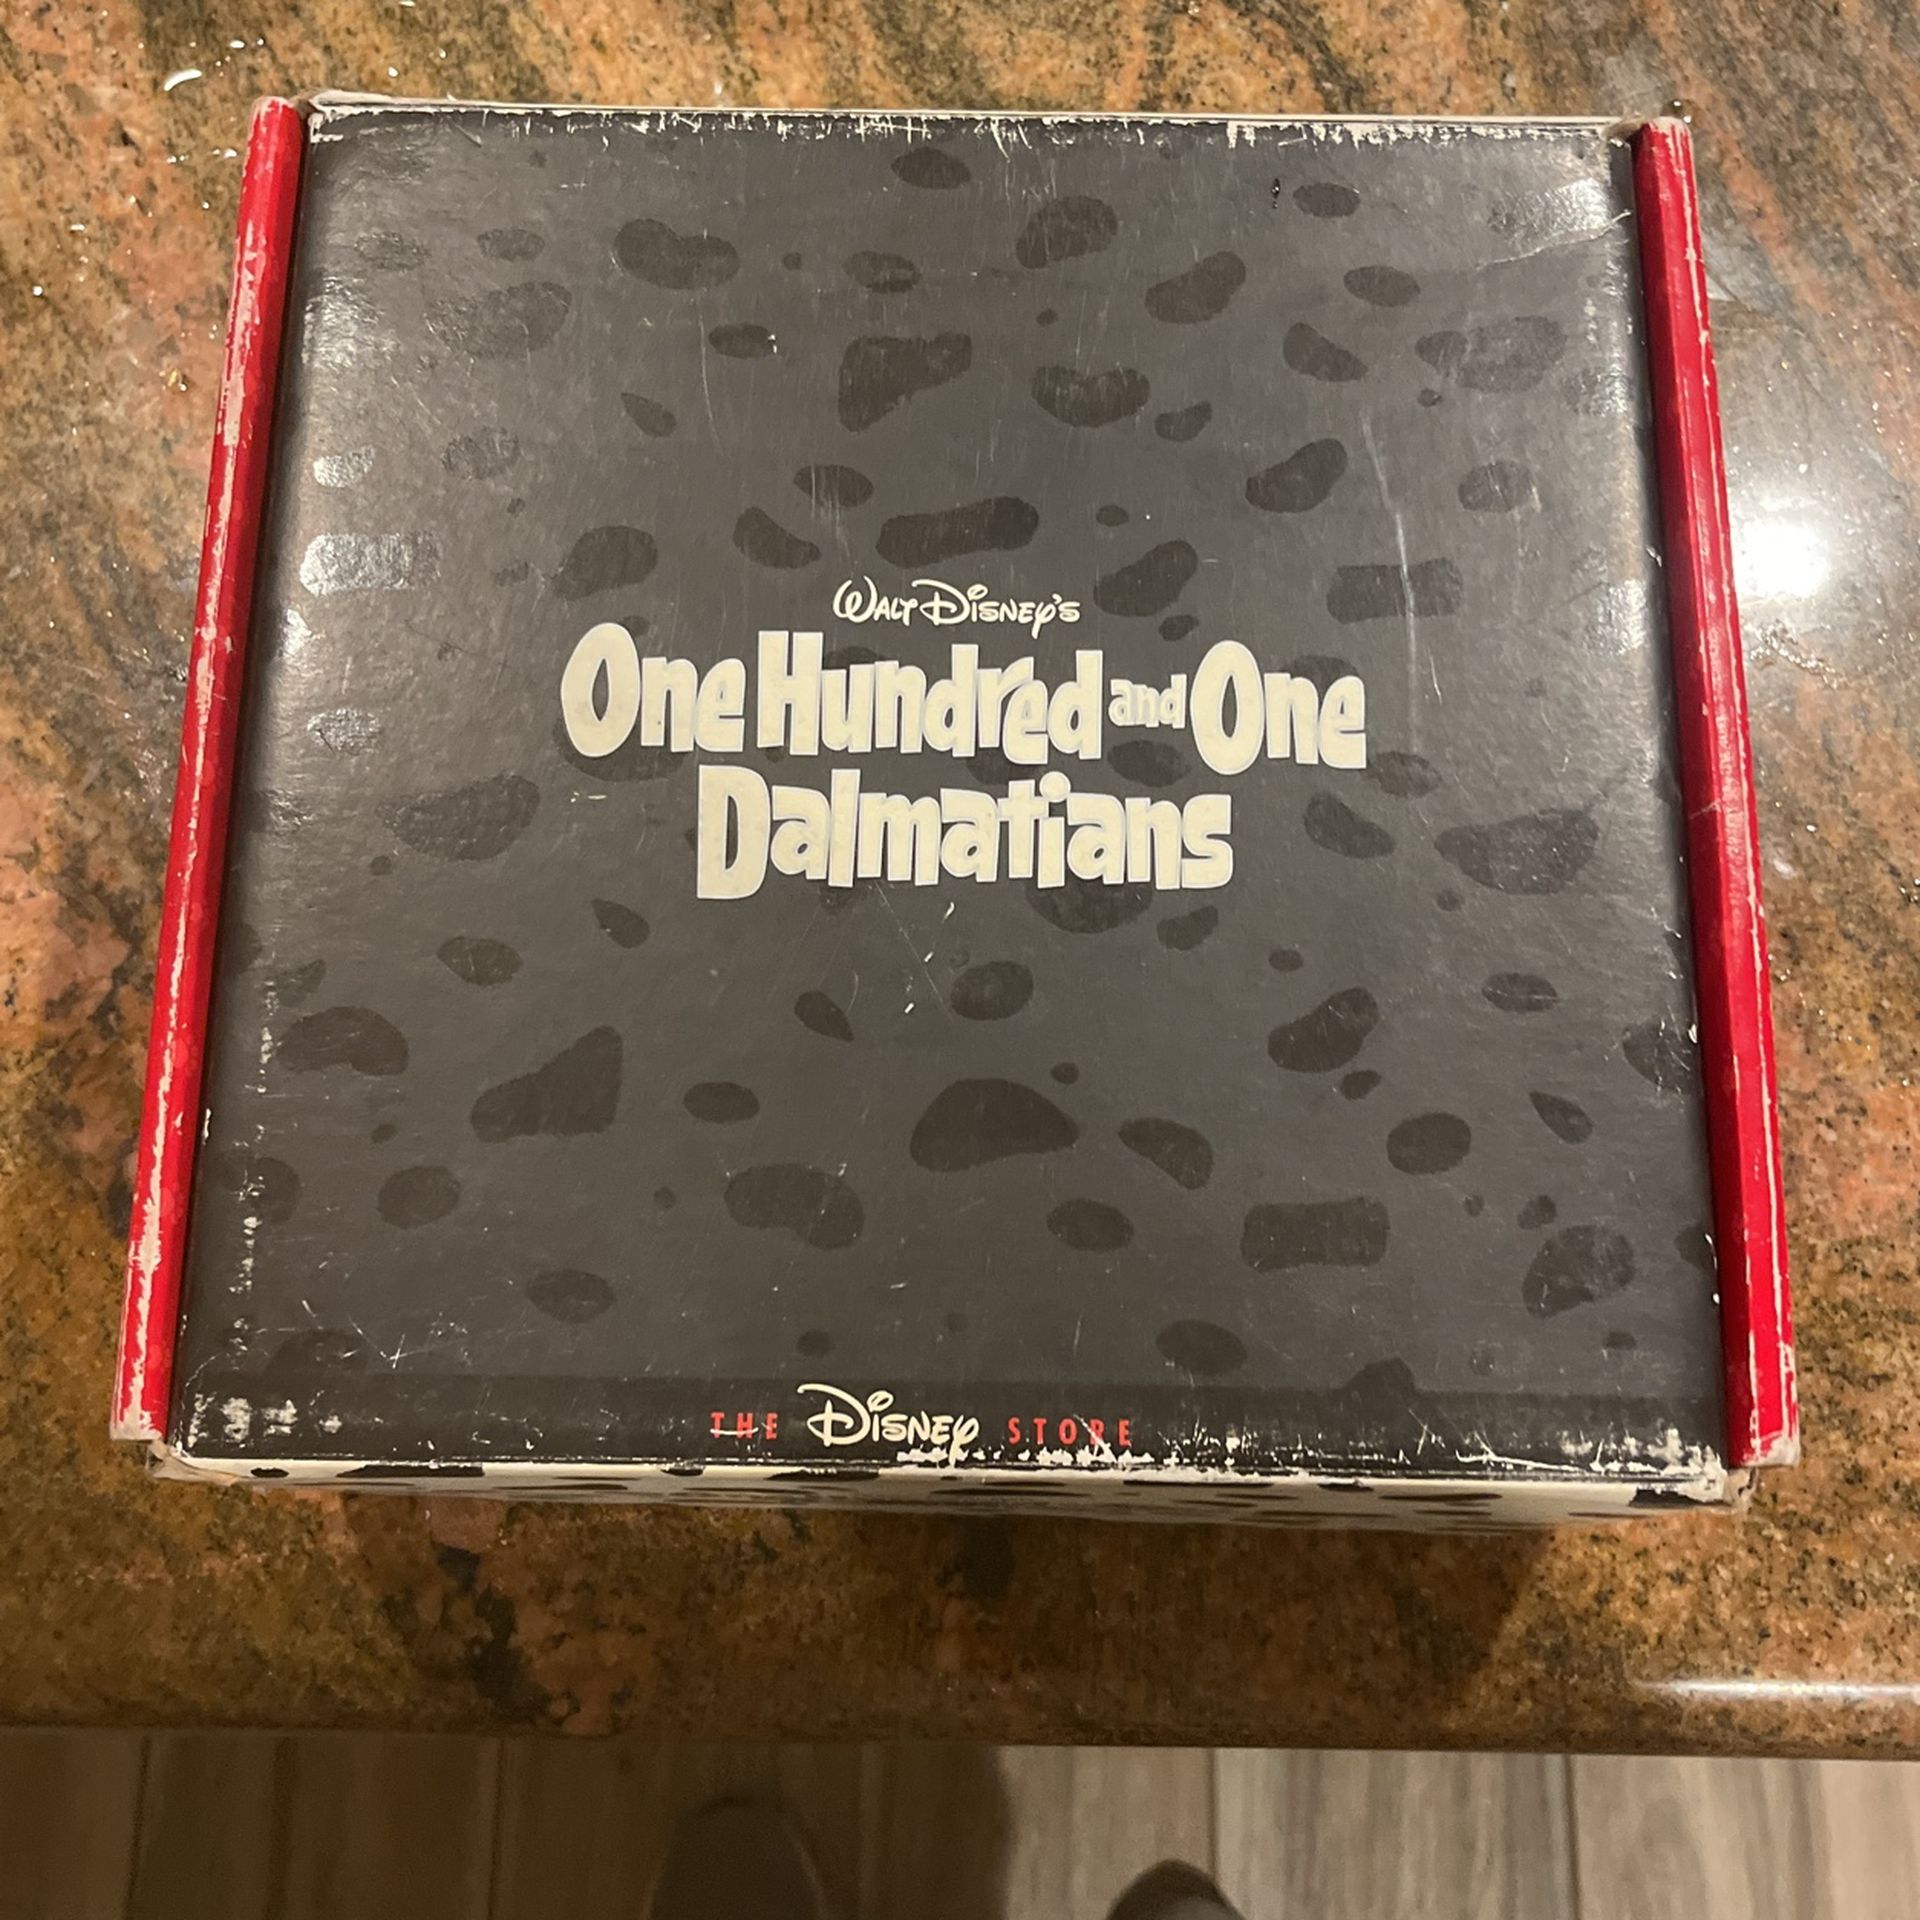 Walt Disney's
One Hundred and One
Dalmatians
THE Disney STORE